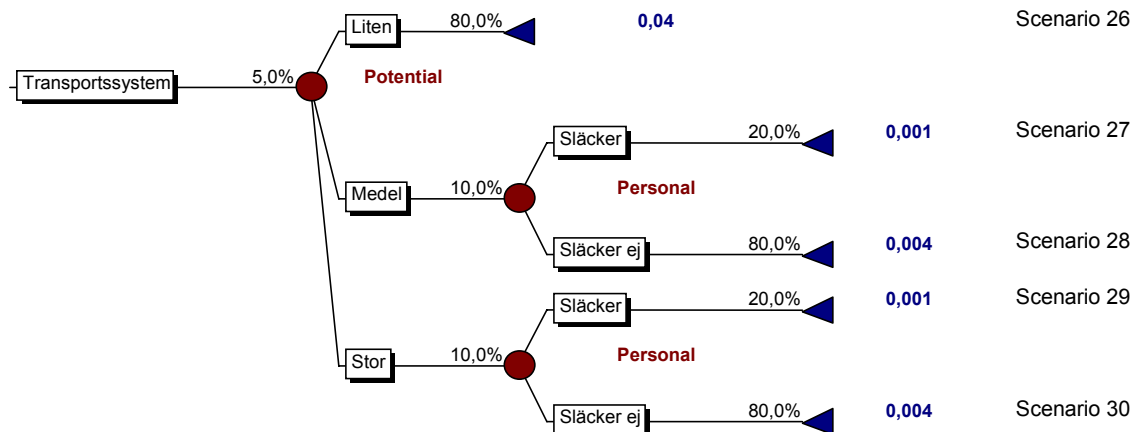 Liten 80,0% 0,04 Scenario 26
Transportssystem 5,0% Potential
Släcker 20,0% 0,001 Scenario 27
Medel 10,0% Personal
Släcker ej 80,0% 0,004 Scenario 28
Släcker 20,0% 0,001 Scenario 29
Stor 10,0% Personal
Släcker ej 80,0% 0,004 Scenario 30